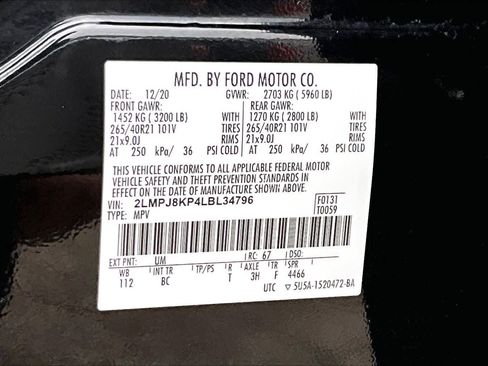 MFD. BY FORD MOTOR CO.
DATE: 12/20 GVWR: 2703 KG ( 5960 LB)
FRONT GAWR: REAR GAWR:
1452 KG ( 3200 LB) WITH 1270 KG ( 2800 LB) WITH
265/40R21 101V TIRES 265/40R21 101V TIRES
21x9.0J RIMS 21x9.0J RIMS
AT 250 kPa/ 36 PSI COLD AT 250 kPa/ 36 PSI COLD
THIS VEHICLE CONFORMS TO ALL APPLICABLE FEDERAL MOTOR
VEHICLE SAFETY AND THEFT PREVENTION STANDARDS IN
EFFECT ON THE DATE OF MANUFACTURE SHOWN ABOVE.
VIN: 2LMPJ8KP4LBL34796 F0131
TYPE: MPV T0059
EXT PNT: UM RC: 67 DSO:
WB INT TR TP/PS R AXLE TR SPR
112 BC T 3H F 4466
UTC ▽ 5U5A-1520472-BA